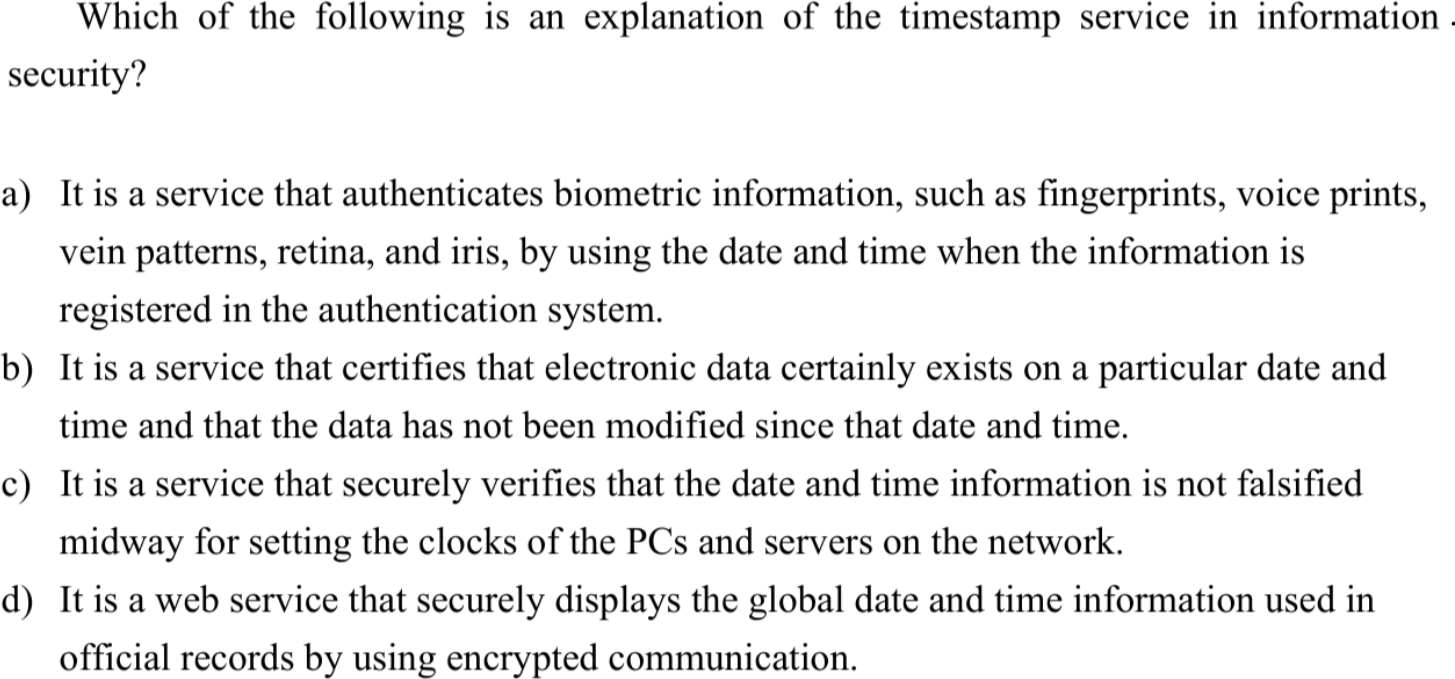 Which of the following is an explanation of the timestamp service in information
security?
a) It is a service that authenticates biometric information, such as fingerprints, voice prints,
vein patterns, retina, and iris, by using the date and time when the information is
registered in the authentication system.
b) It is a service that certifies that electronic data certainly exists on a particular date and
time and that the data has not been modified since that date and time.
c) It is a service that securely verifies that the date and time information is not falsified
midway for setting the clocks of the PCs and servers on the network.
d) It is a web service that securely displays the global date and time information used in
official records by using encrypted communication.